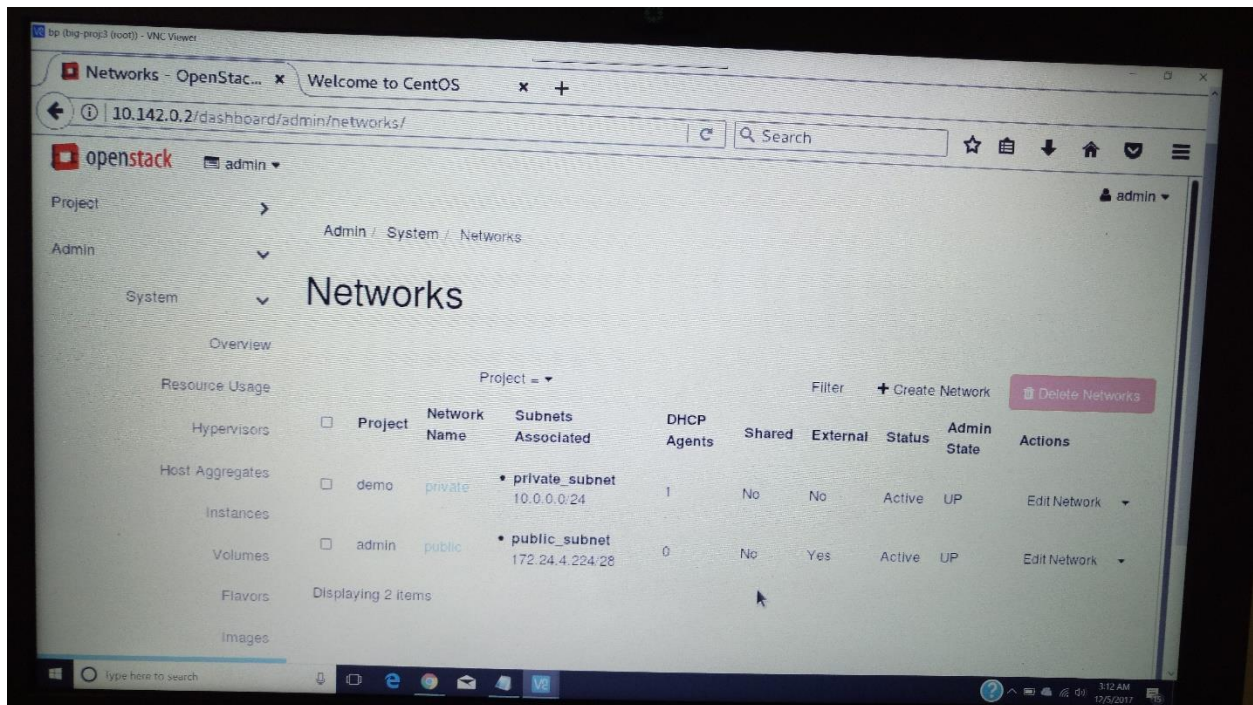 bp (big-proj:3 (root)) - VNC Viewer
Networks - OpenStac... × Welcome to CentOS × +
10.142.0.2/dashboard/admin/networks/ Search
openstack admin
admin
Project
Admin
System
Overview
Resource Usage
Hypervisors
Host Aggregates
Instances
Volumes
Flavors
Images
Admin / System / Networks
Networks
Project = Filter + Create Network Delete Networks
Project Network Name Subnets Associated DHCP Agents Shared External Status Admin State Actions
demo private • private_subnet 1 No No Active UP Edit Network
10.0.0.0/24
admin public • public_subnet 0 No Yes Active UP Edit Network
172.24.4.224/28
Displaying 2 items
Type here to search
3:12 AM
12/5/2017